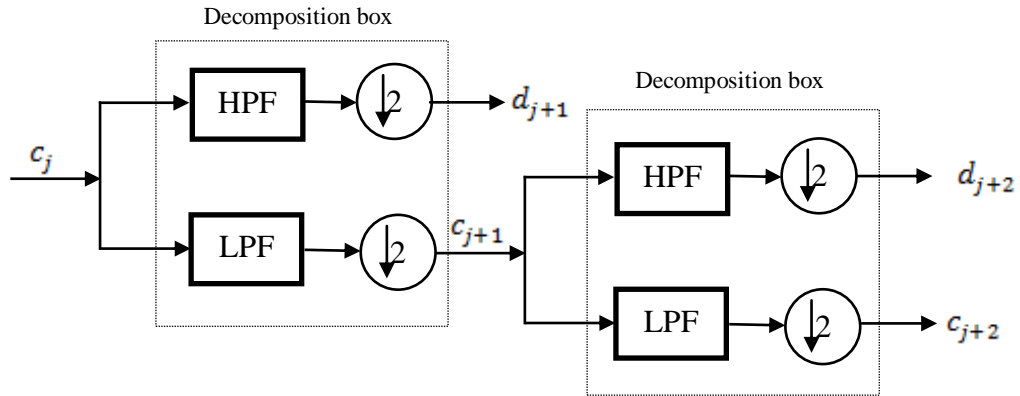 Decomposition box
HPF
↓2
d_{j+1}
c_j
LPF
↓2
c_{j+1}
Decomposition box
HPF
↓2
d_{j+2}
LPF
↓2
c_{j+2}